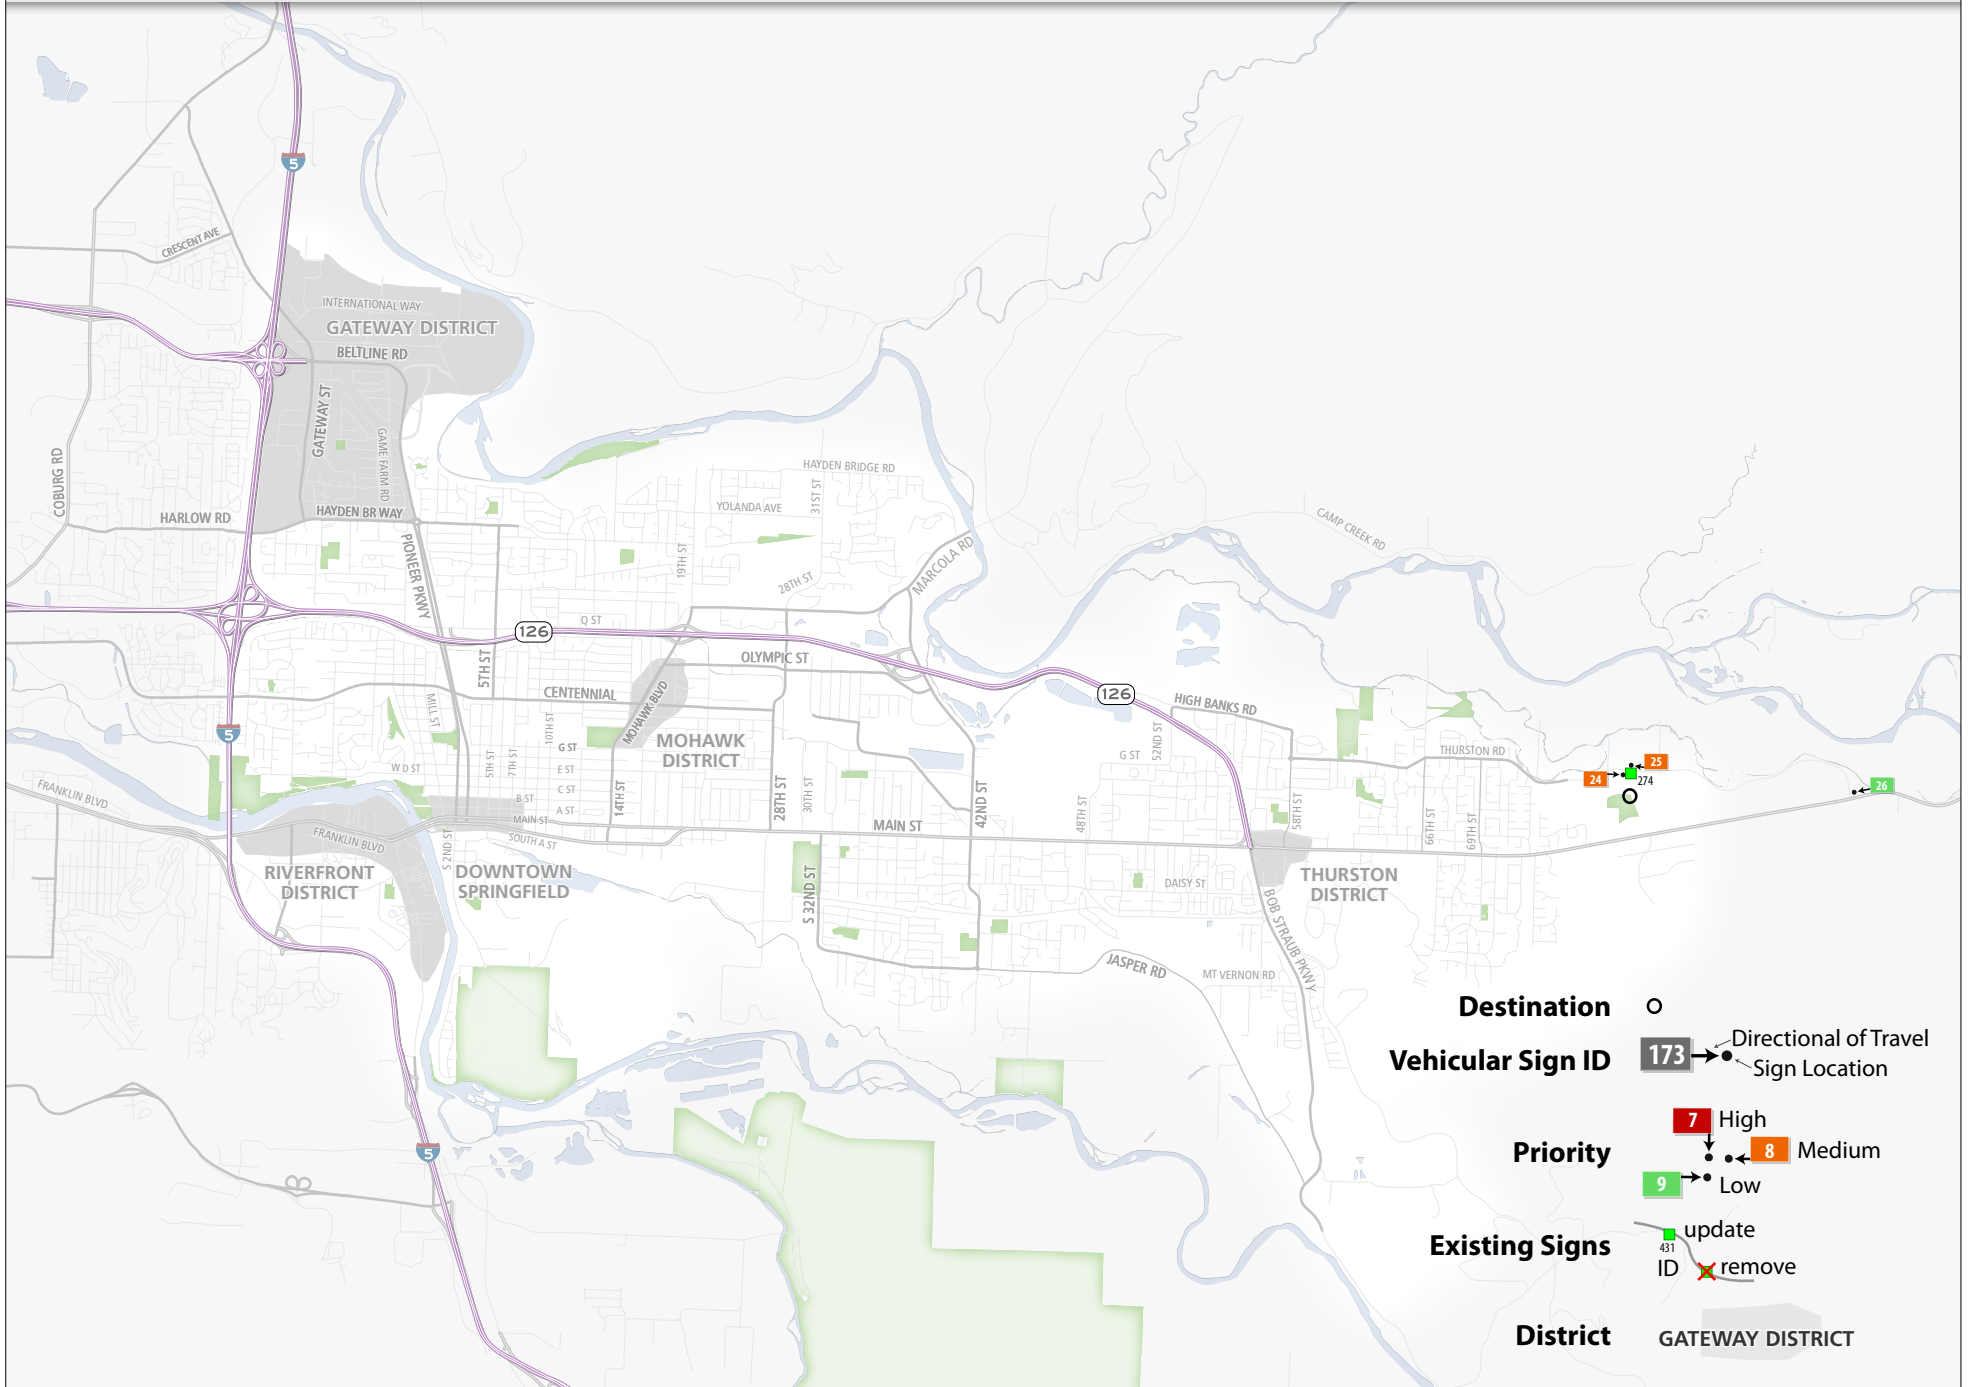 5
CRESCENT AVE
INTERNATIONAL WAY
GATEWAY DISTRICT
BELTLINE RD
GATEWAY ST
GAME FARM RD
COBURG RD
HARLOW RD
HAYDEN BR WAY
PIONEER PKWY
HAYDEN BRIDGE RD
YOLANDA AVE
31ST ST
19TH ST
28TH ST
MARCOLA RD
CAMP CREEK RD
126
Q ST
5TH ST
OLYMPIC ST
CENTENNIAL
MOHAWK BLVD
MILL ST
10TH ST
126
HIGH BANKS RD
52ND ST
G ST
THURSTON RD
5
MOHAWK
DISTRICT
G ST
5TH ST
7TH ST
E ST
W D ST
C ST
B ST
A ST
14TH ST
28TH ST
30TH ST
42ND ST
48TH ST
58TH ST
66TH ST
69TH ST
24
25
274
26
FRANKLIN BLVD
FRANKLIN BLVD
MAIN ST
SOUTH A ST
S 2ND ST
MAIN ST
RIVERFRONT
DISTRICT
DOWNTOWN
SPRINGFIELD
S 32ND ST
DAISY ST
THURSTON
DISTRICT
BOB STRAUB PKWY
JASPER RD
MT VERNON RD
5
Destination
Vehicular Sign ID
173
Directional of Travel
Sign Location
Priority
7 High
8 Medium
9 Low
Existing Signs
update
431
ID
remove
District
GATEWAY DISTRICT